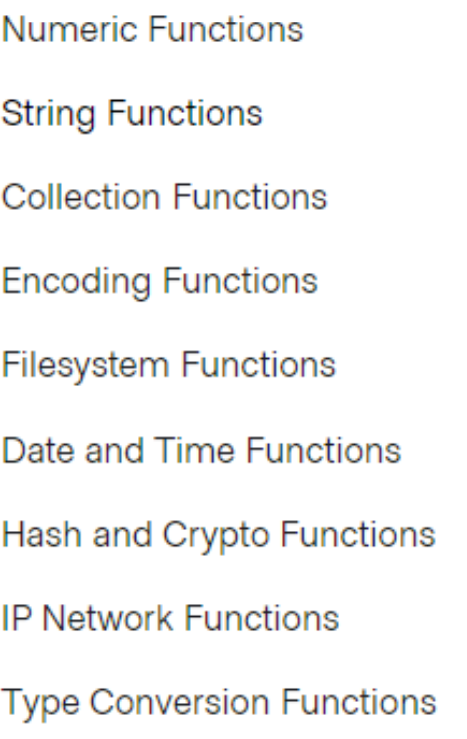 Numeric Functions
String Functions
Collection Functions
Encoding Functions
Filesystem Functions
Date and Time Functions
Hash and Crypto Functions
IP Network Functions
Type Conversion Functions